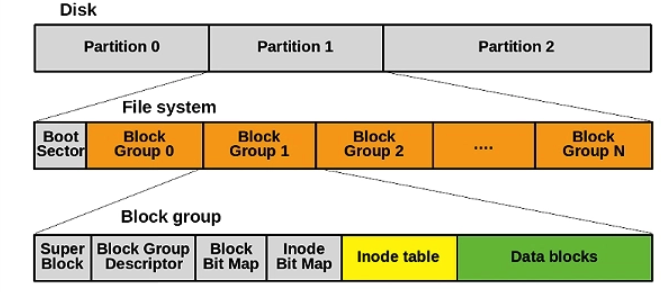 Disk
Partition 0 Partition 1 Partition 2
File system
Boot Sector Block Group 0 Block Group 1 Block Group 2 .... Block Group N
Block group
Super Block Block Group Descriptor Block Bit Map Inode Bit Map Inode table Data blocks